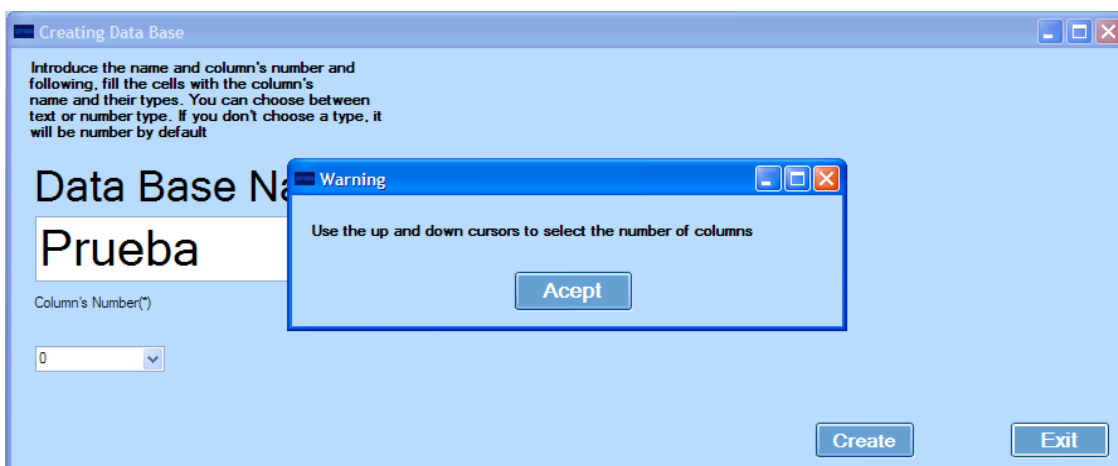 Creating Data Base
Introduce the name and column's number and
following, fill the cells with the column's
name and their types. You can choose between
text or number type. If you don't choose a type, it
will be number by default
Data Base Na
Warning
Prueba
Use the up and down cursors to select the number of columns
Acept
Column's Number(*)
0
Create
Exit